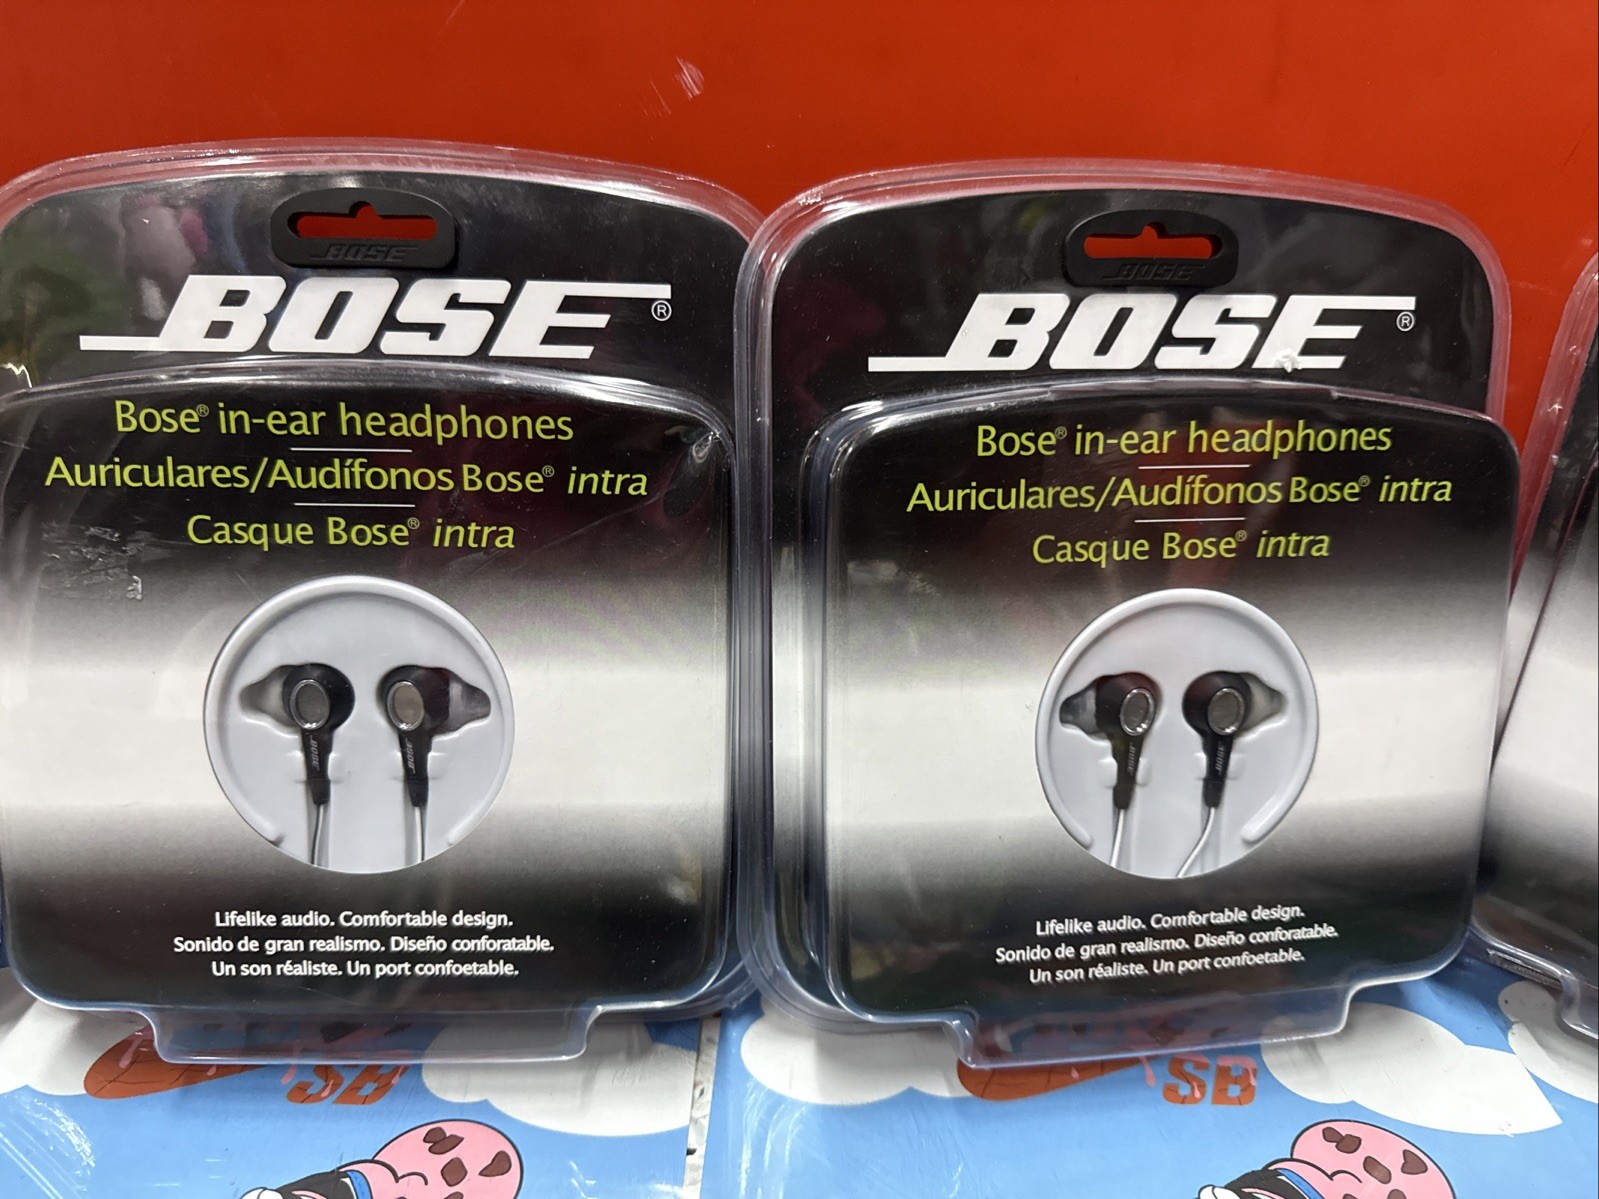 BOSE
BOSE®
Bose® in-ear headphones
Auriculares/Audífonos Bose® intra
Casque Bose® intra
BOSE
BOSE
Lifelike audio. Comfortable design.
Sonido de gran realismo. Diseño conforatable.
Un son réaliste. Un port confoetable.
SB
BOSE
BOSE®
Bose® in-ear headphones
Auriculares/Audífonos Bose® intra
Casque Bose® intra
BOSE
BOSE
Lifelike audio. Comfortable design.
Sonido de gran realismo. Diseño conforatable.
Un son réaliste. Un port confoetable.
SB